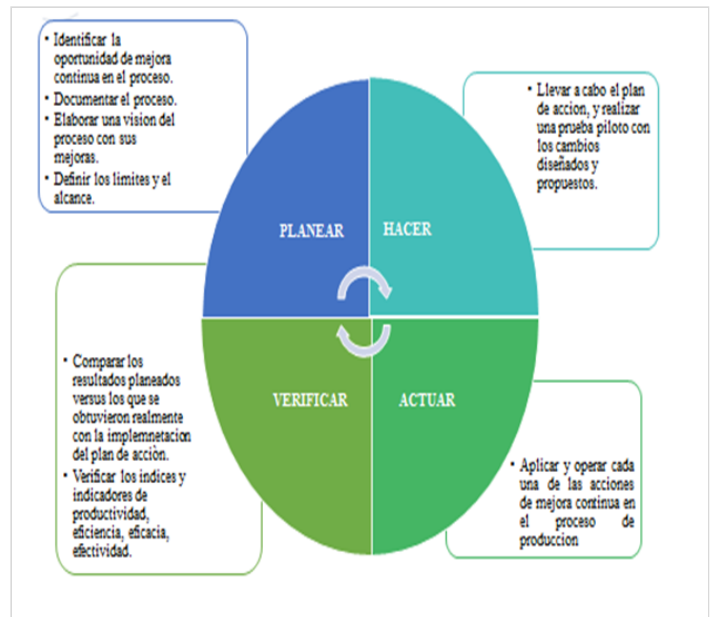 • Identificar la
oportunidad de mejora
continua en el proceso.
• Documentar el proceso.
• Elaborar una vision del
proceso con sus
mejoras.
• Definir los limites y el
alcance.
PLANEAR
HACER
• Llevar a cabo el plan
de accion, y realizar
una prueba piloto con
los cambios
diseñados y
propuestos.
VERIFICAR
• Comparar los
resultados planeados
versus los que se
obtuvieron realmente
con la implemnetacion
del plan de acciòn.
• Verificar los indices y
indicadores de
productividad,
eficiencia, eficacia,
efectividad.
ACTUAR
• Aplicar y operar cada
una de las acciones
de mejora continua en
el proceso de
produccion